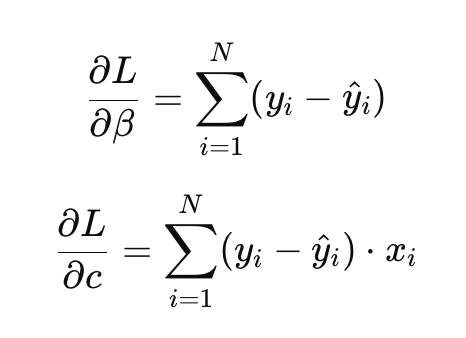 ∂L/∂β = ∑_{i=1}^{N} (y_i − ŷ_i)
∂L/∂c = ∑_{i=1}^{N} (y_i − ŷ_i) · x_i